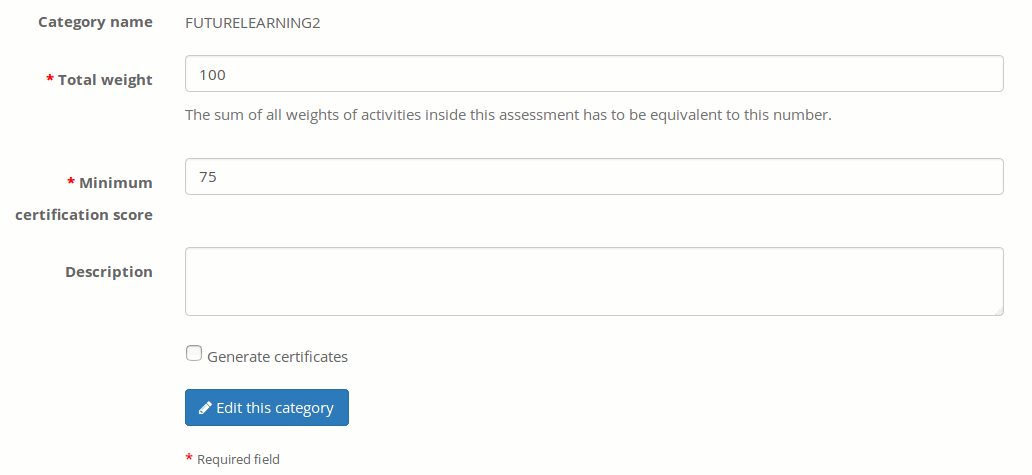 Category name FUTURELEARNING2
* Total weight 100
The sum of all weights of activities inside this assessment has to be equivalent to this number.
* Minimum 75
certification score
Description
Generate certificates
Edit this category
* Required field